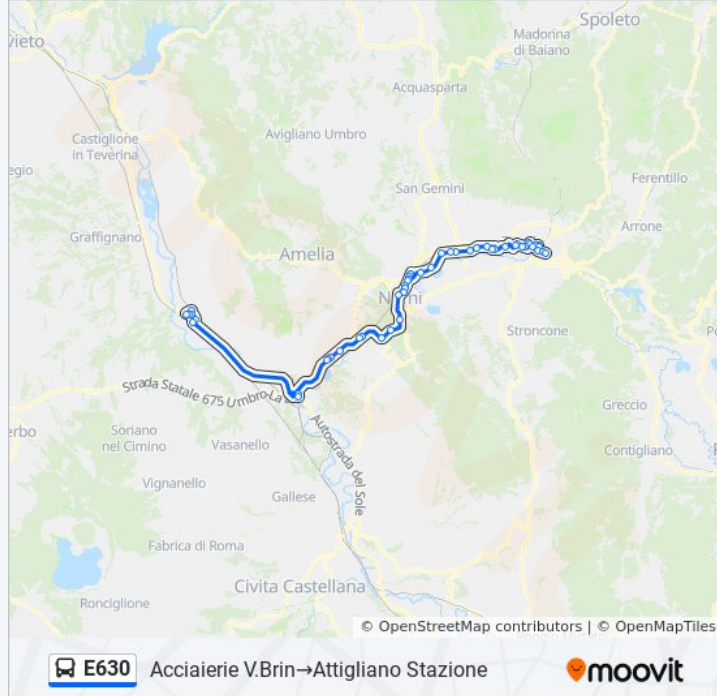 Spoleto
vieto
Madonna
di Baiano
Acquasparta
Castiglione
in Teverina
Avigliano Umbro
egio
San Gemini
Ferentillo
Graffignano
Arrone
Amelia
Stroncone
Strada Statale 675 Umbro-La
Greccio
erbo
Soriano
nel Cimino
Autostrada del Sole
Vasanello
Contigliano
Vignanello
Gallese
Fabrica di Roma
Civita Castellana
Ronciglione
© OpenStreetMap contributors | © OpenMapTiles
E630 Acciaierie V.Brin→Attigliano Stazione
moovit